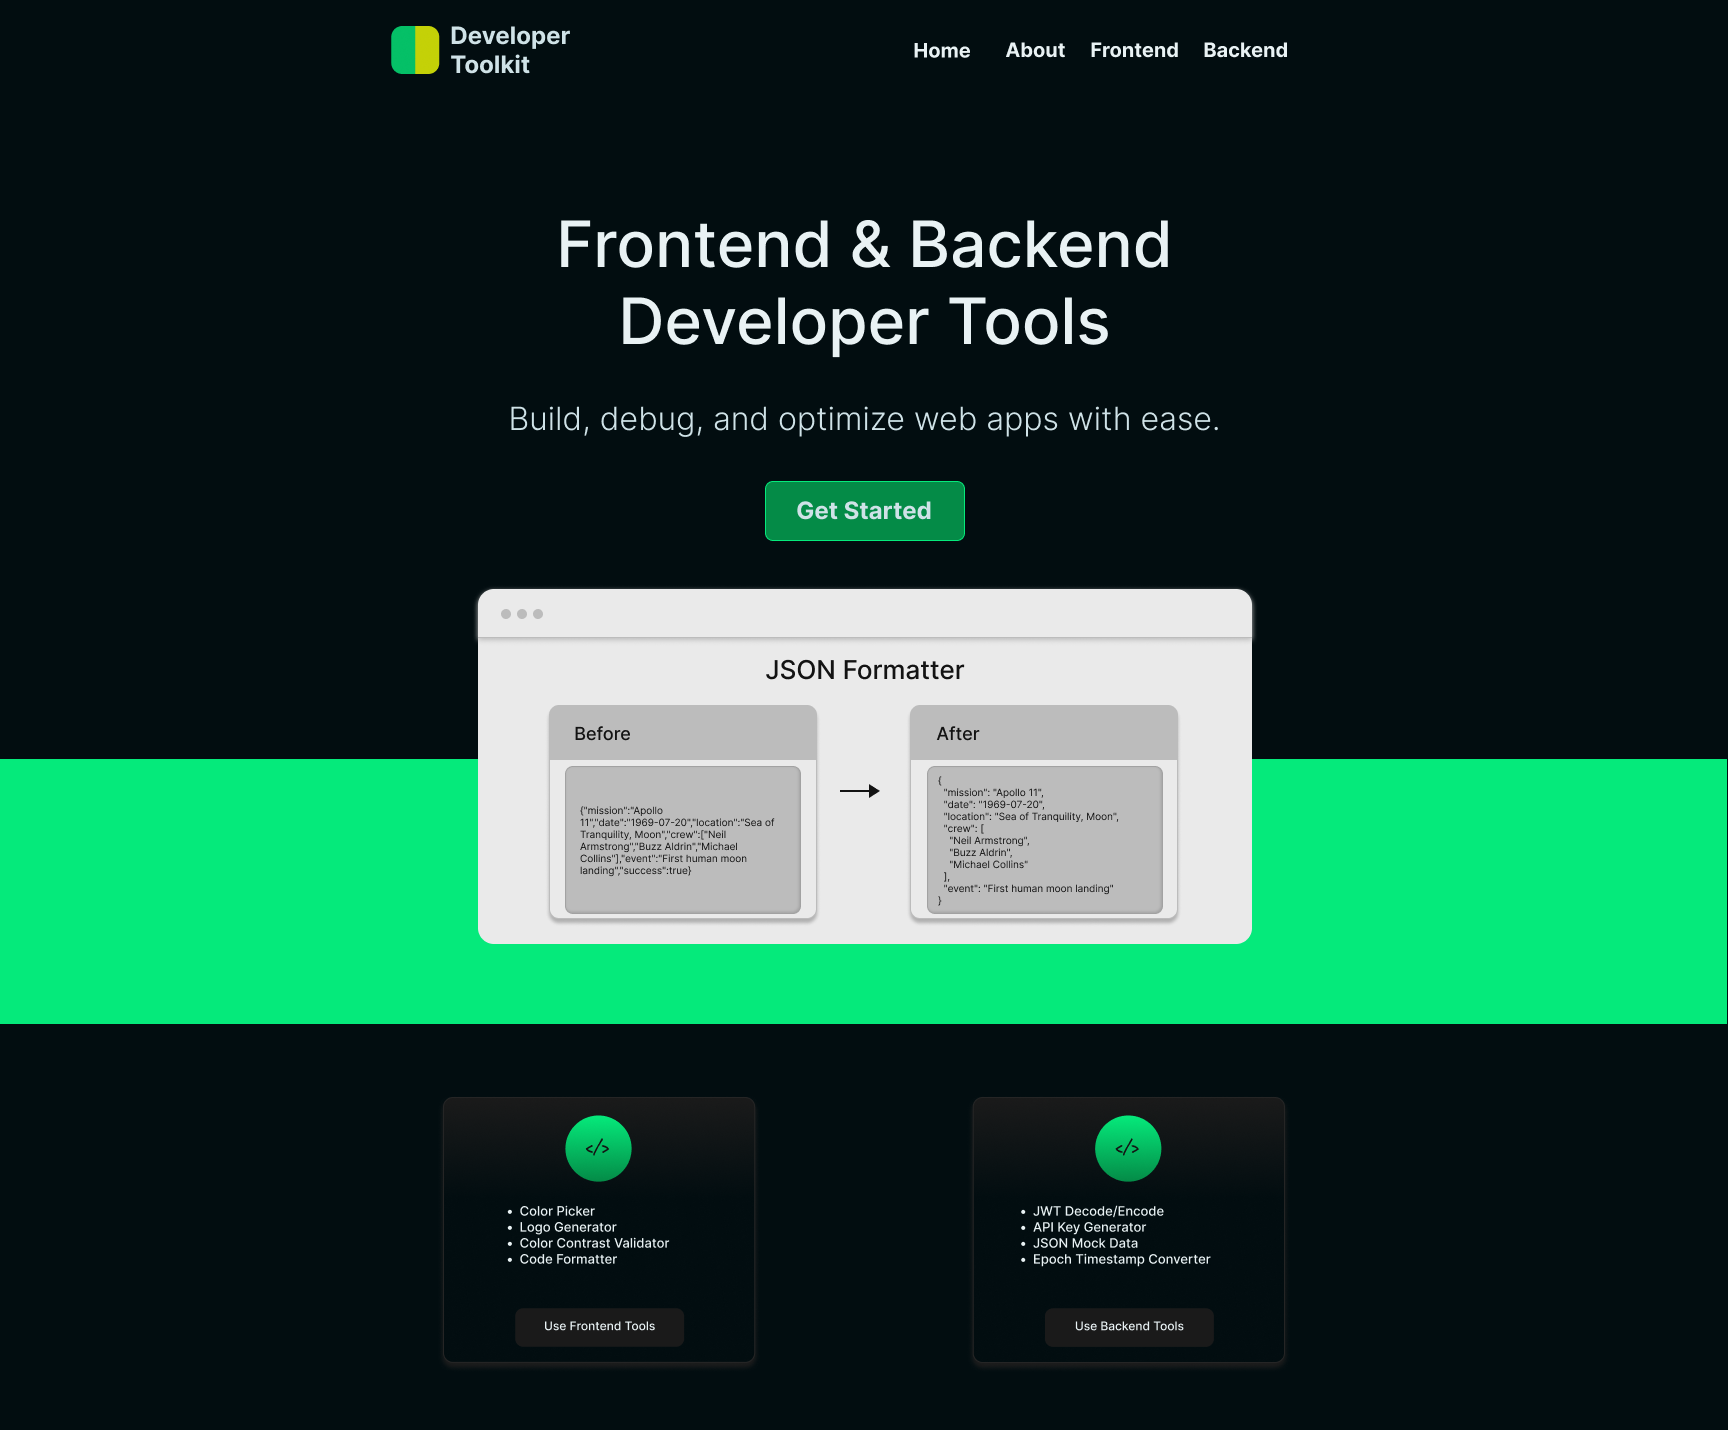 Developer
Toolkit
Home About Frontend Backend
Frontend & Backend
Developer Tools
Build, debug, and optimize web apps with ease.
Get Started
JSON Formatter
Before
{"mission":"Apollo
11","date":"1969-07-20","location":"Sea of
Tranquility, Moon","crew":["Neil
Armstrong","Buzz Aldrin","Michael
Collins"],"event":"First human moon
landing","success":true}
After
{
"mission": "Apollo 11",
"date": "1969-07-20",
"location": "Sea of Tranquility, Moon",
"crew": [
"Neil Armstrong",
"Buzz Aldrin",
"Michael Collins"
],
"event": "First human moon landing"
}
</>
• Color Picker
• Logo Generator
• Color Contrast Validator
• Code Formatter
Use Frontend Tools
</>
• JWT Decode/Encode
• API Key Generator
• JSON Mock Data
• Epoch Timestamp Converter
Use Backend Tools